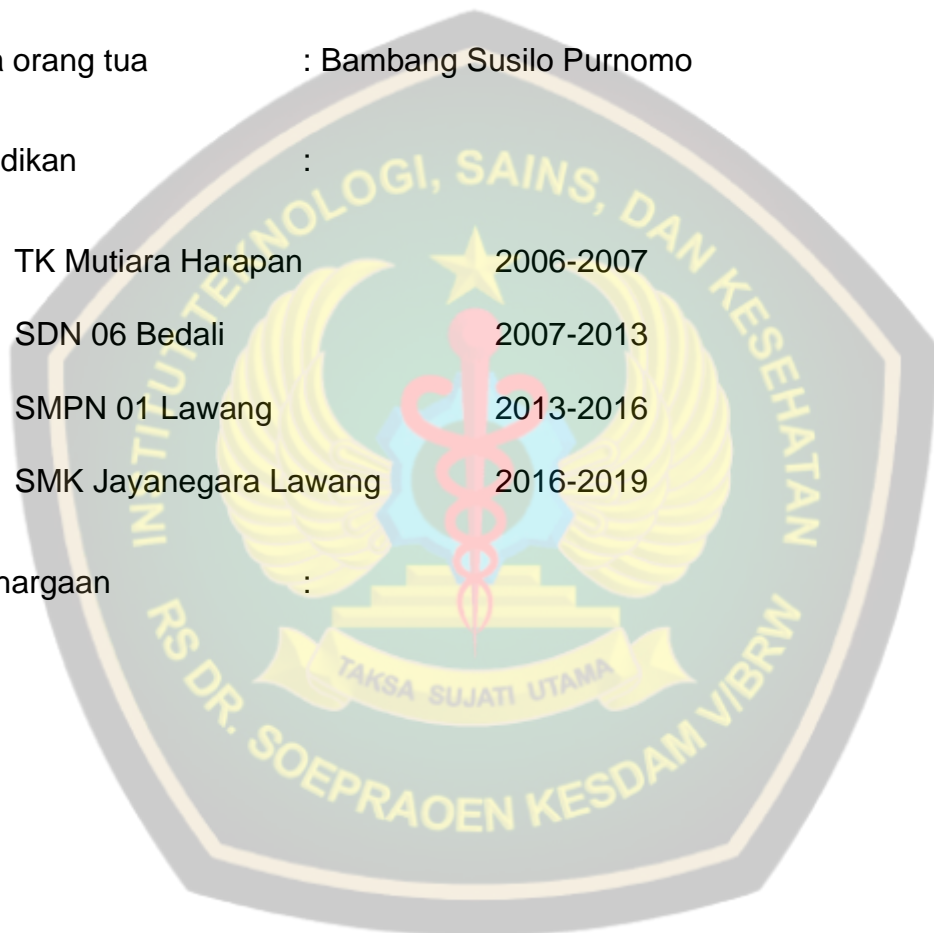 a orang tua : Bambang Susilo Purnomo
didikan :
TK Mutiara Harapan 2006-2007
SDN 06 Bedali 2007-2013
SMPN 01 Lawang 2013-2016
SMK Jayanegara Lawang 2016-2019
hargaan :
INSTITUT TEKNOLOGI, SAINS, DAN KESEHATAN
TAKSA SUJATI UTAMA
RS DR. SOEPRAOEN KESDAM V/BRW